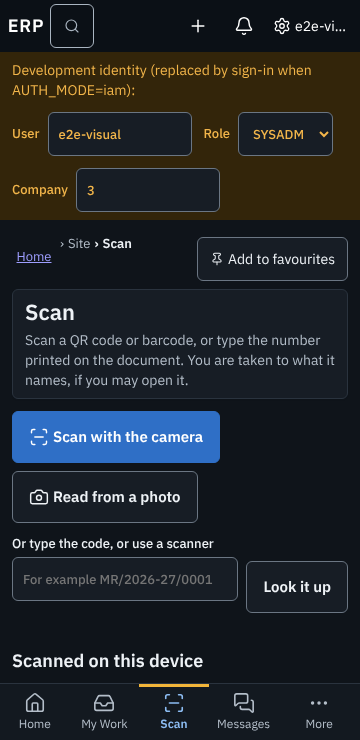 ERP
e2e-vi...
Development identity (replaced by sign-in when
AUTH_MODE=iam):
User e2e-visual Role SYSADM
Company 3
Home › Site › Scan
Add to favourites
Scan
Scan a QR code or barcode, or type the number
printed on the document. You are taken to what it
names, if you may open it.
Scan with the camera
Read from a photo
Or type the code, or use a scanner
For example MR/2026-27/0001 Look it up
Scanned on this device
Home My Work Scan Messages More